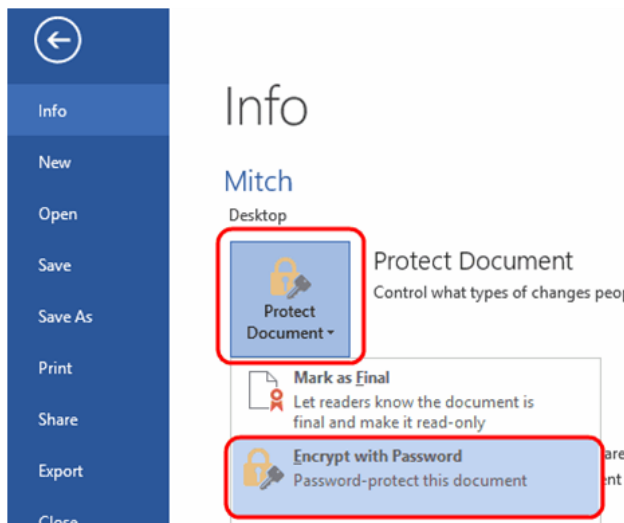 Info
New
Open
Save
Save As
Print
Share
Export
Close
Info
Mitch
Desktop
Protect
Document
Protect Document
Control what types of changes
Mark as Final
Let readers know the document is
final and make it read-only
Encrypt with Password
Password-protect this document